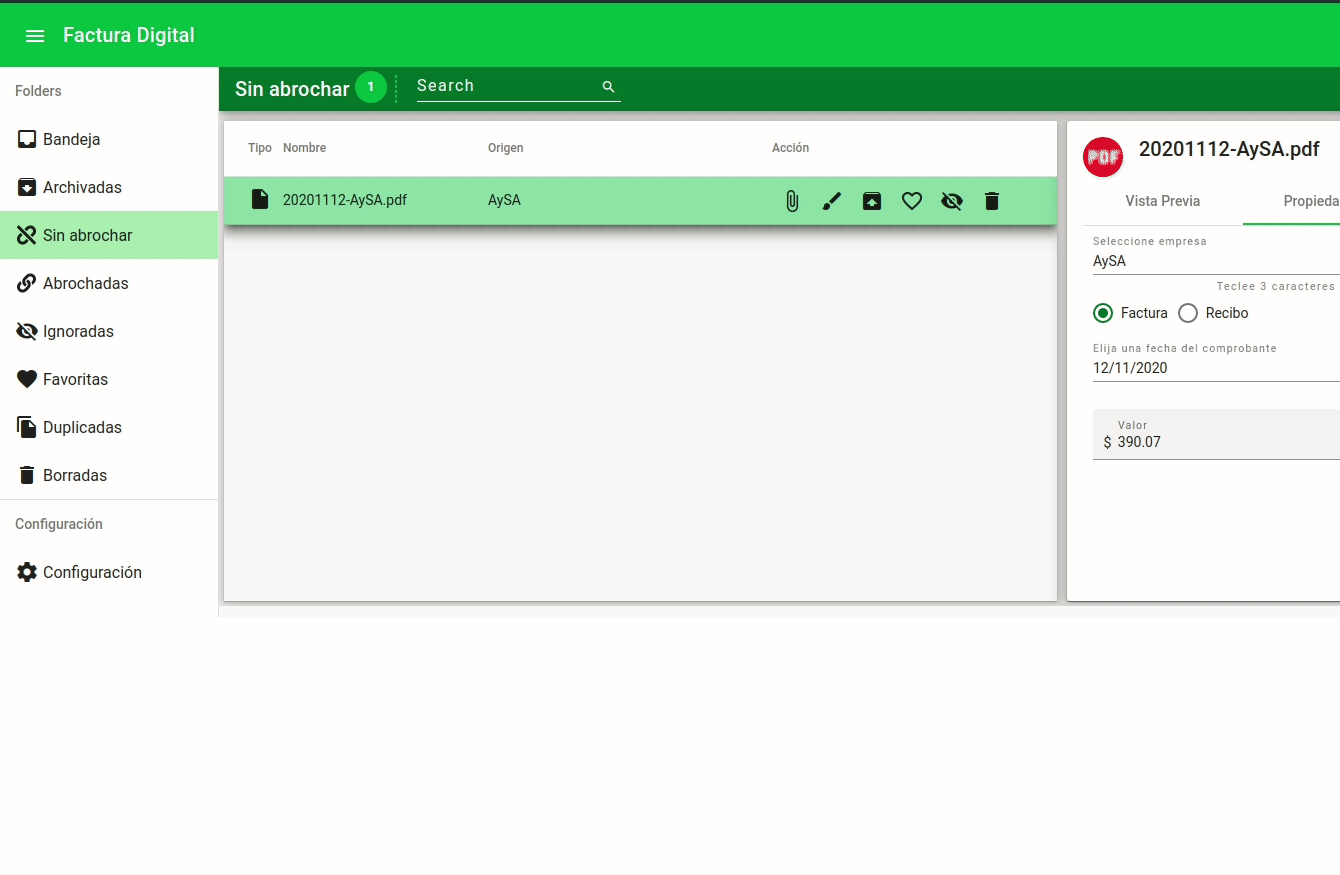 Factura Digital
Folders
Bandeja
Archivadas
Sin abrochar
Abrochadas
Ignoradas
Favoritas
Duplicadas
Borradas
Configuración
Configuración
Sin abrochar 1 Search
Tipo Nombre Origen Acción
20201112-AySA.pdf AySA
PDF 20201112-AySA.pdf
Vista Previa Propieda
Seleccione empresa
AySA
Teclee 3 caracteres
Factura Recibo
Elija una fecha del comprobante
12/11/2020
Valor
$ 390.07